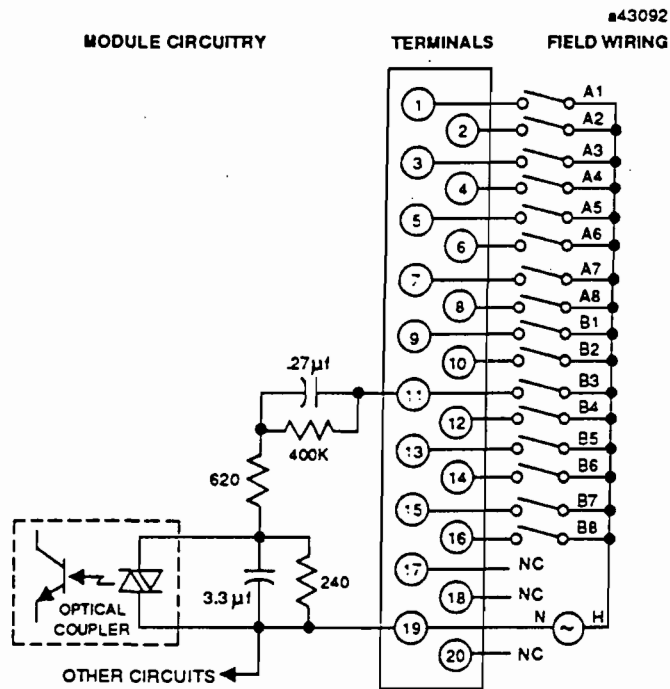 a43092
MODULE CIRCUITRY
TERMINALS
FIELD WIRING
1
A1
2
A2
3
A3
4
A4
5
A5
6
A6
7
A7
8
A8
9
B1
10
B2
.27µf
11
B3
400K
12
B4
13
B5
620
14
B6
15
B7
16
B8
17
NC
18
NC
OPTICAL
COUPLER
3.3µf
240
19
N
~
H
20
NC
OTHER CIRCUITS